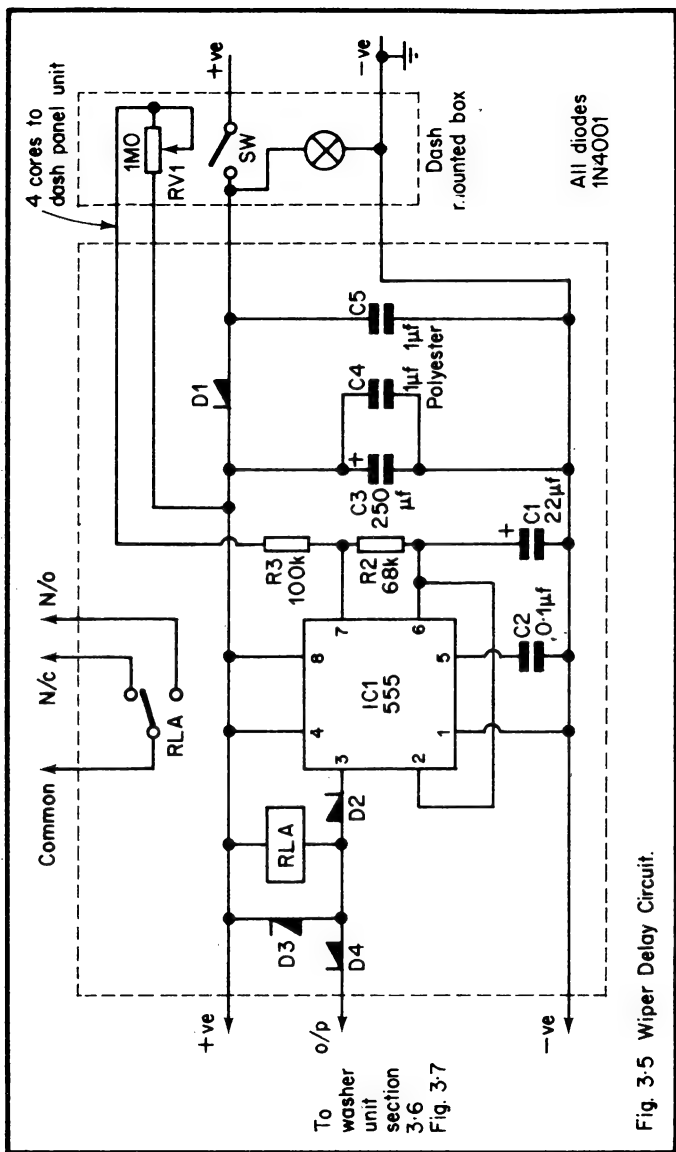 4 cores to
dash panel unit
1M0
RV1
+ve
SW
–ve
Dash
mounted box
All diodes
1N4001
Common
N/c
N/o
RLA
D1
C5
1µf
C4
1µf
Polyester
+
C3
250
µf
R3
100k
R2
68k
+
C1
22µf
C2
0·1µf
4
8
3
7
IC1
555
2
6
1
5
RLA
D2
D3
D4
+ve
o/p
–ve
To
washer
unit
section
3·6
Fig. 3·7
Fig. 3·5 Wiper Delay Circuit.